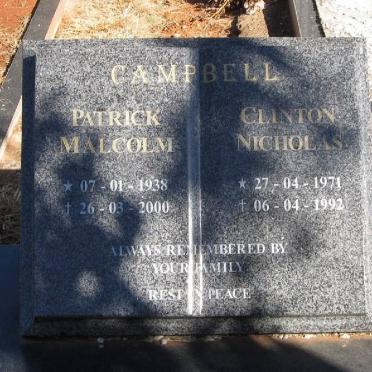 CAMPBELL
PATRICK
MALCOLM
★ 07 - 01 - 1938
† 26 - 03 - 2000
CLINTON
NICHOLAS
★ 27 - 04 - 1971
† 06 - 04 - 1992
ALWAYS REMEMBERED BY
YOUR FAMILY
REST IN PEACE